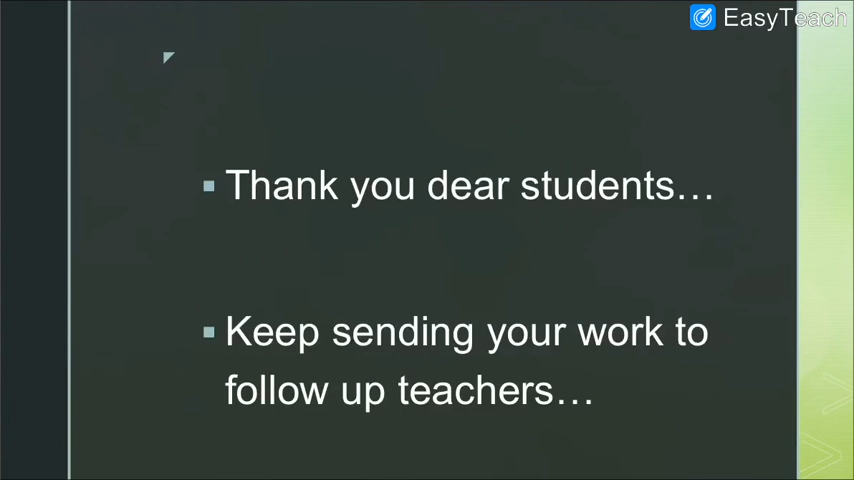 EasyTeach
Thank you dear students…
Keep sending your work to
follow up teachers…